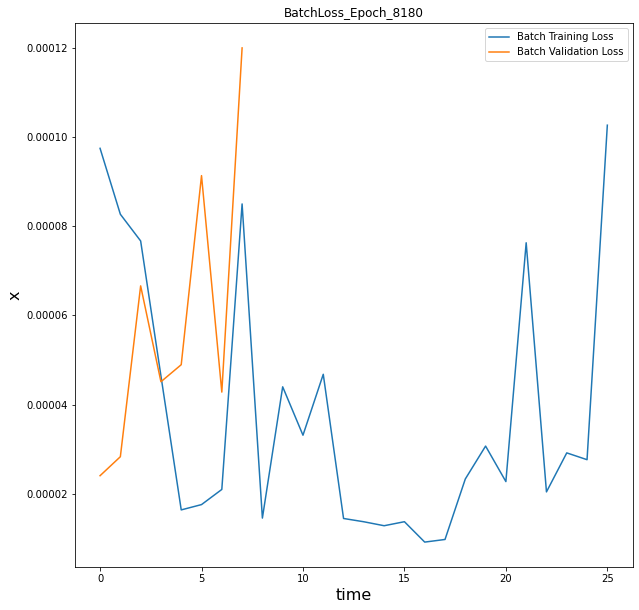 BatchLoss_Epoch_8180
Batch Training Loss
Batch Validation Loss
0.00012
0.00010
0.00008
0.00006
0.00004
0.00002
x
0
5
10
15
20
25
time